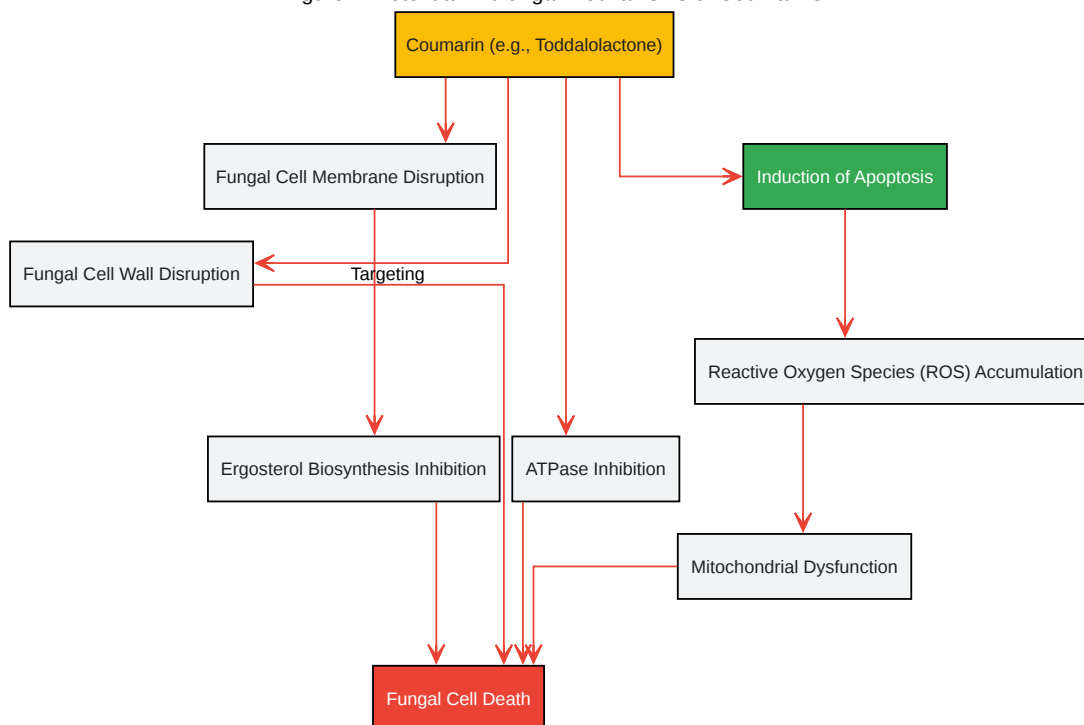 Coumarin (e.g., Toddalolactone)
Fungal Cell Membrane Disruption
Induction of Apoptosis
Fungal Cell Wall Disruption
Targeting
Reactive Oxygen Species (ROS) Accumulation
Ergosterol Biosynthesis Inhibition
ATPase Inhibition
Mitochondrial Dysfunction
Fungal Cell Death